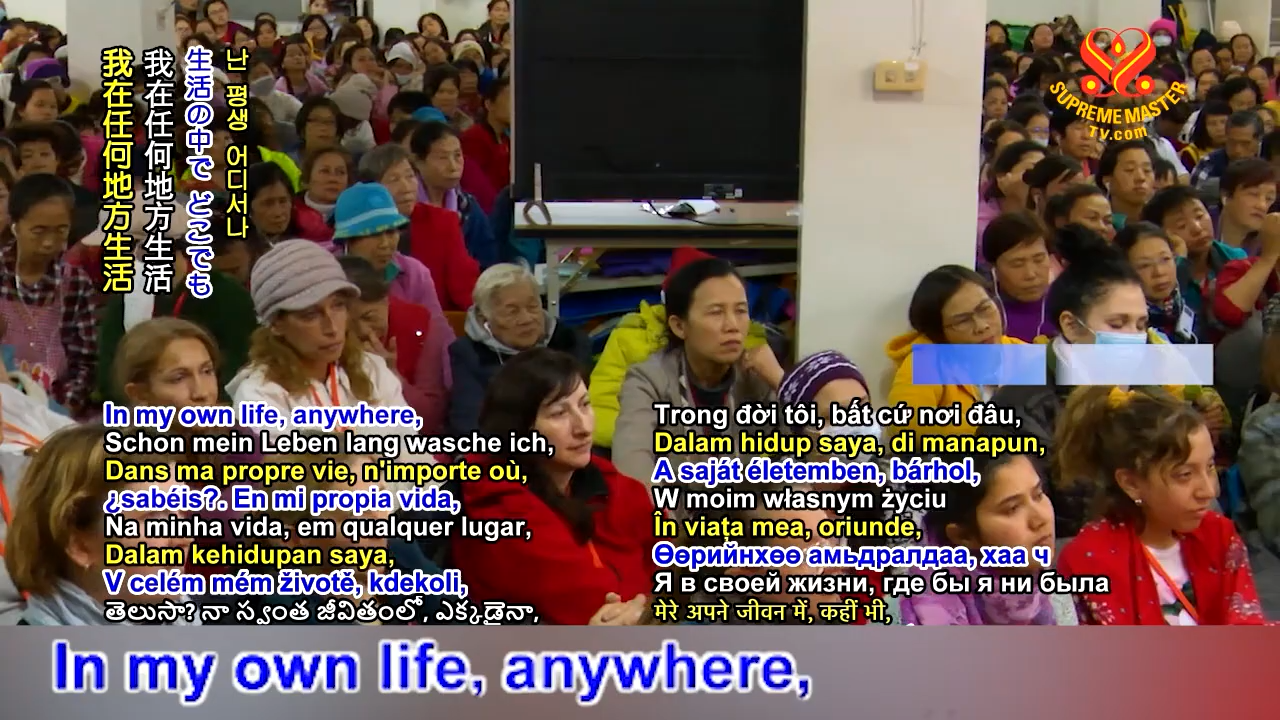 我在任何地方生活
我在任何地方生活
生活の中で どこでも
난 평생 어디서나
SUPREME MASTER
TV.com
In my own life, anywhere,
Schon mein Leben lang wasche ich,
Dans ma propre vie, n'importe où,
¿sabéis?. En mi propia vida,
Na minha vida, em qualquer lugar,
Dalam kehidupan saya,
V celém mém životě, kdekoli,
తెలుసా? నా స్వంత జీవితంలో, ఎక్కడైనా,
Trong đời tôi, bất cứ nơi đâu,
Dalam hidup saya, di manapun,
A saját életemben, bárhol,
W moim własnym życiu
În viața mea, oriunde,
Өөрийнхөө амьдралдаа, хаа ч
Я в своей жизни, где бы я ни была
मेरे अपने जीवन में, कहीं भी,
In my own life, anywhere,